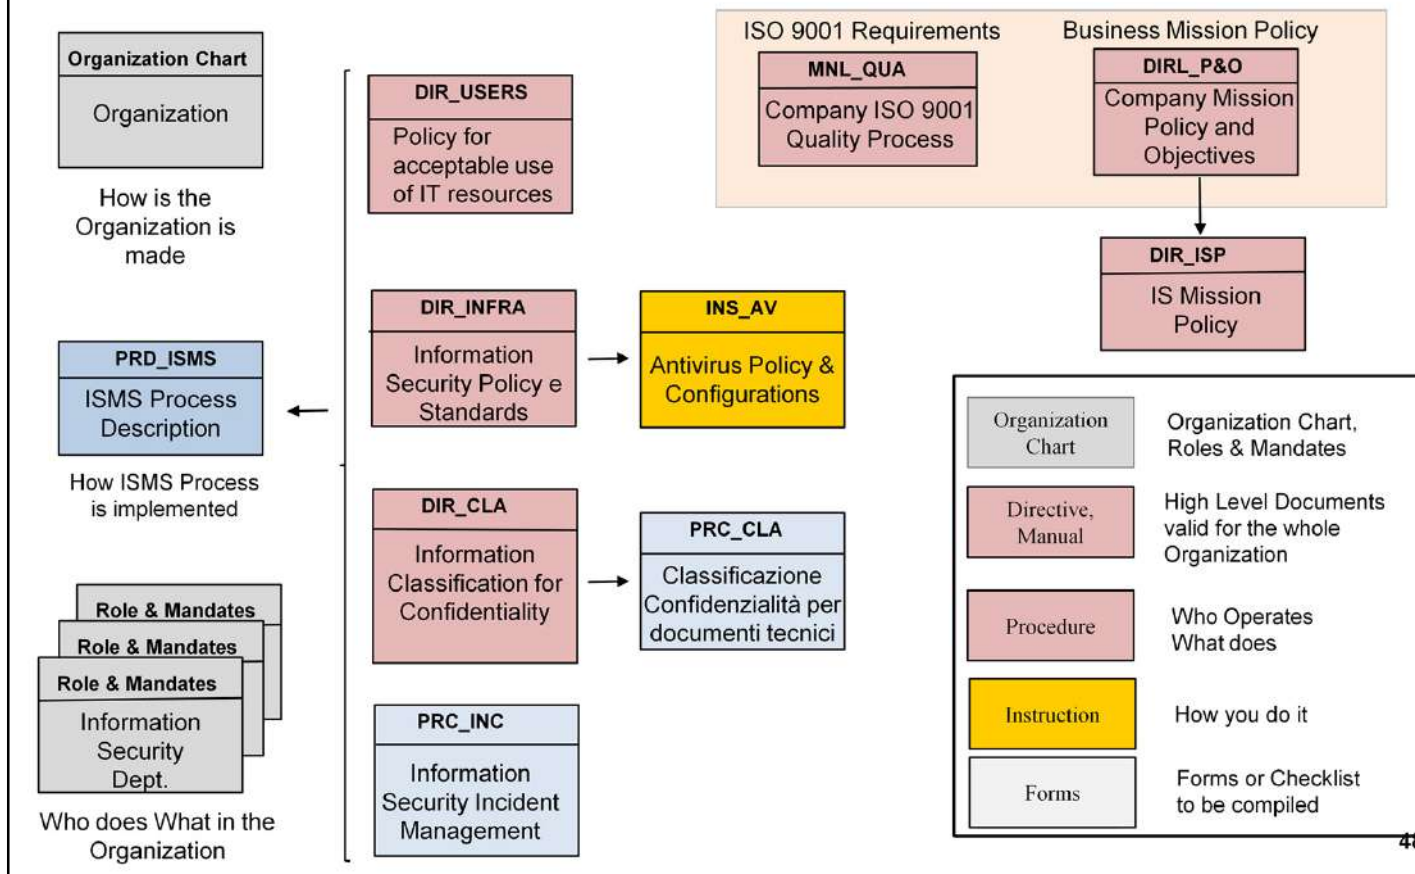 Organization Chart
Organization
How is the
Organization is
made
PRD_ISMS
ISMS Process
Description
How ISMS Process
is implemented
Role & Mandates
Role & Mandates
Role & Mandates
Information
Security
Dept.
Who does What in the
Organization
DIR_USERS
Policy for
acceptable use
of IT resources
DIR_INFRA
Information
Security Policy e
Standards
INS_AV
Antivirus Policy &
Configurations
DIR_CLA
Information
Classification for
Confidentiality
PRC_CLA
Classificazione
Confidenzialità per
documenti tecnici
PRC_INC
Information
Security Incident
Management
ISO 9001 Requirements
MNL_QUA
Company ISO 9001
Quality Process
Business Mission Policy
DIRL_P&O
Company Mission
Policy and
Objectives
DIR_ISP
IS Mission
Policy
Organization
Chart
Organization Chart,
Roles & Mandates
Directive,
Manual
High Level Documents
valid for the whole
Organization
Procedure
Who Operates
What does
Instruction
How you do it
Forms
Forms or Checklist
to be compiled
48